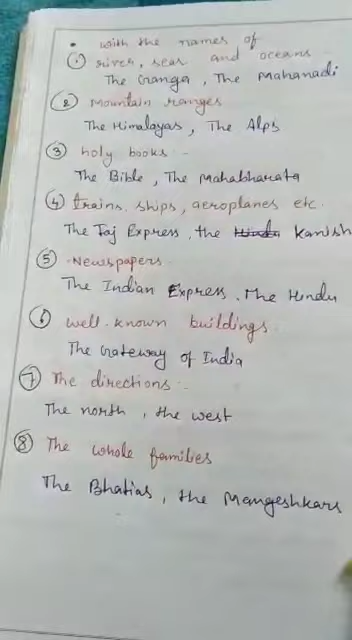 • with the names of
① river, seas and oceans
The Ganga, The Mahanadi
② Mountain ranges
The Himalayas, The Alps
③ holy books :-
The Bible, The Mahabharata
④ trains, ships, aeroplanes etc.
The Taj Express, the Kanish
⑤ Newspapers
The Indian Express, The Hindu
⑥ well-known buildings.
The Gateway of India
⑦ The directions :-
The north, the west
⑧ The whole families
The Bhatias, the Mangeshkars